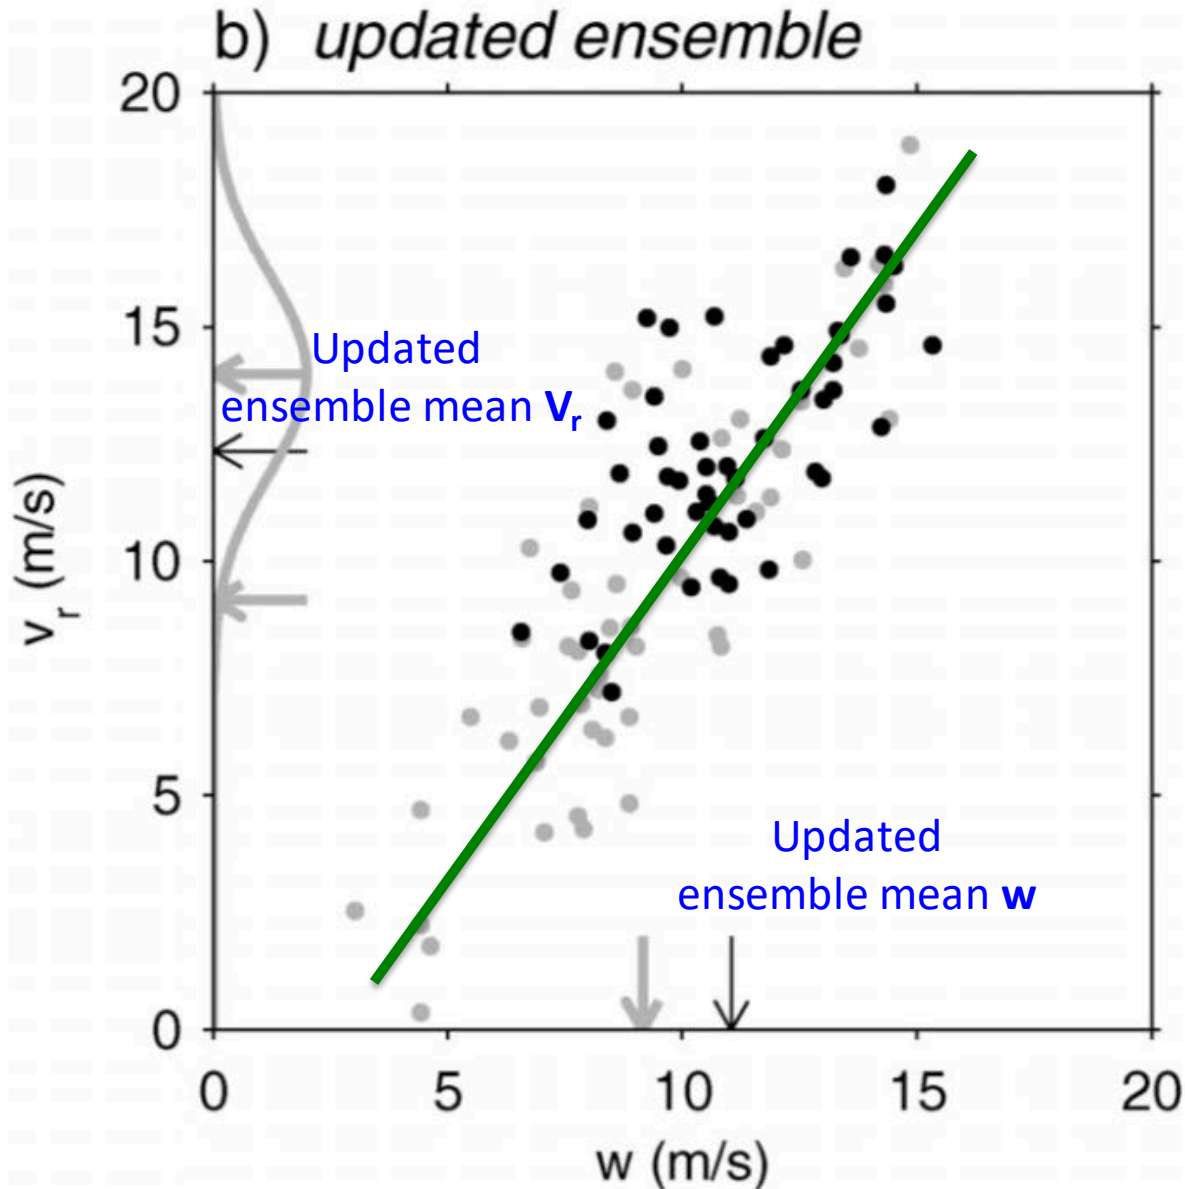 b) updated ensemble
20
15
10
5
0
v r (m/s)
Updated
ensemble mean Vr
Updated
ensemble mean w
0 5 10 15 20
w (m/s)